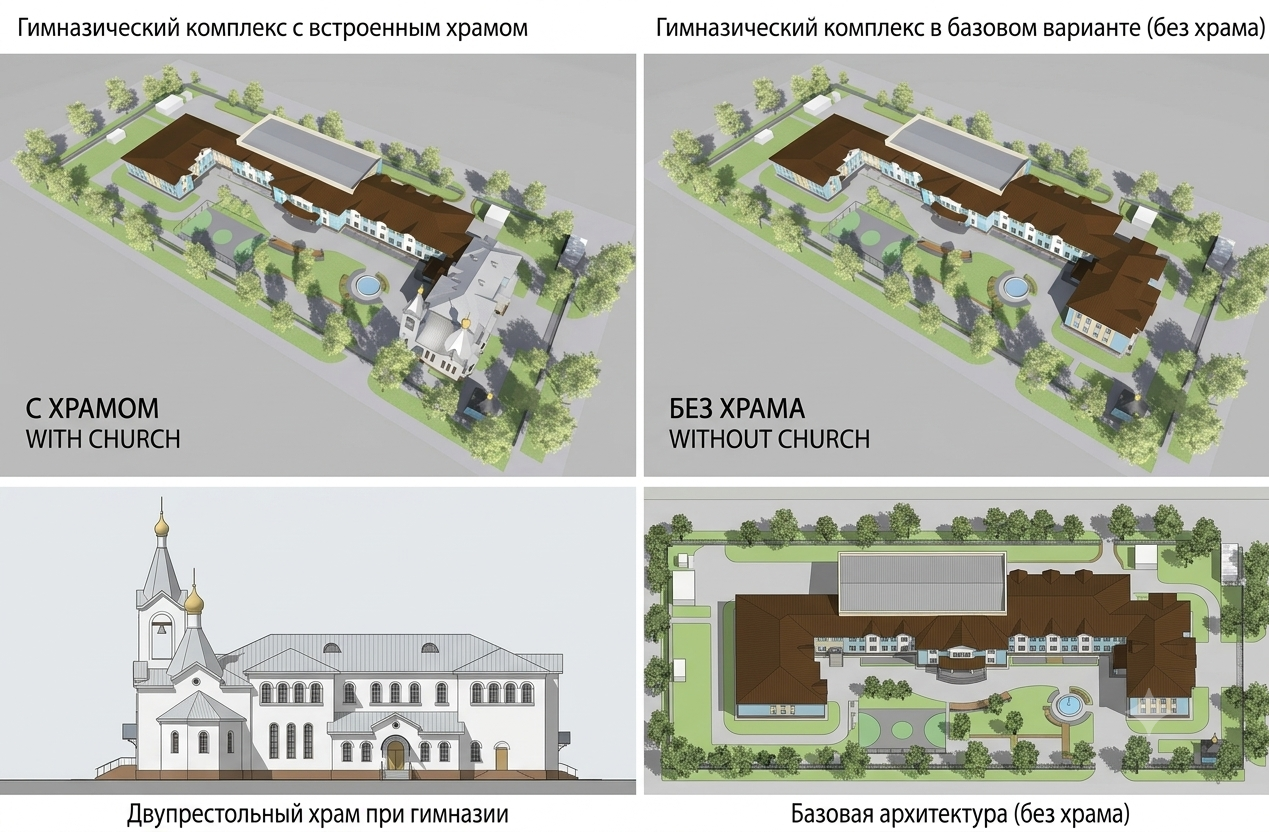 Гимназический комплекс с встроенным храмом
Гимназический комплекс в базовом варианте (без храма)
С ХРАМОМ
WITH CHURCH
БЕЗ ХРАМА
WITHOUT CHURCH
Двупрестольный храм при гимназии
Базовая архитектура (без храма)